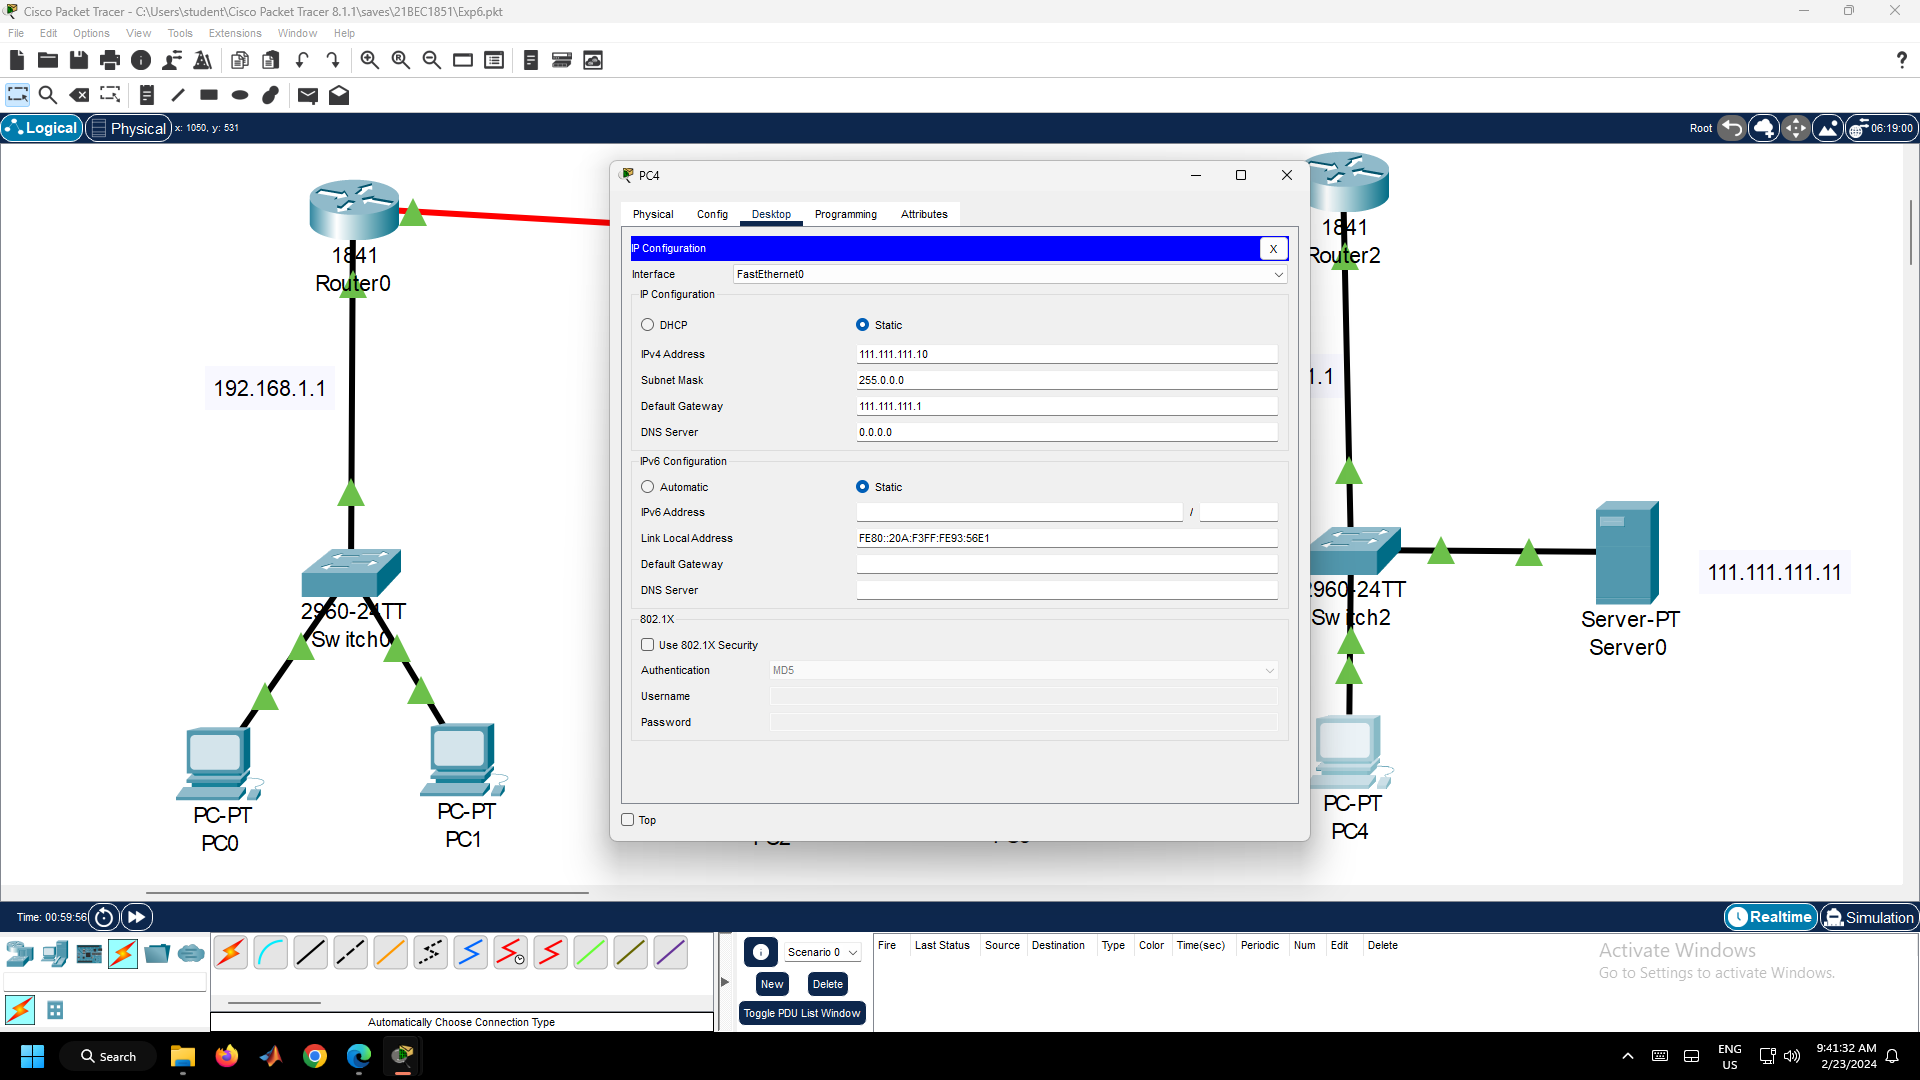 Cisco Packet Tracer - C:\Users\student\Cisco Packet Tracer 8.1.1\saves\21BEC1851\Exp6.pkt
File Edit Options View Tools Extensions Window Help
?
Logical Physical x: 1050, y: 531 Root 06:19:00
PC4
Physical Config Desktop Programming Attributes
IP Configuration X
Interface FastEthernet0
IP Configuration
DHCP Static
IPv4 Address 111.111.111.10
Subnet Mask 255.0.0.0
Default Gateway 111.111.111.1
DNS Server 0.0.0.0
IPv6 Configuration
Automatic Static
IPv6 Address /
Link Local Address FE80::20A:F3FF:FE93:56E1
Default Gateway
DNS Server
802.1X
Use 802.1X Security
Authentication MD5
Username
Password
Top
1841
Router0
192.168.1.1
2960-24TT
Switch0
PC-PT
PC0
PC-PT
PC1
1841
Router2
1.1
2960-24TT
Switch2
Server-PT
Server0
111.111.111.11
PC-PT
PC4
Time: 00:59:56 Realtime Simulation
Scenario 0
New Delete
Toggle PDU List Window
Fire Last Status Source Destination Type Color Time(sec) Periodic Num Edit Delete
Automatically Choose Connection Type
Activate Windows
Go to Settings to activate Windows.
Search
ENG
US
9:41:32 AM
2/23/2024